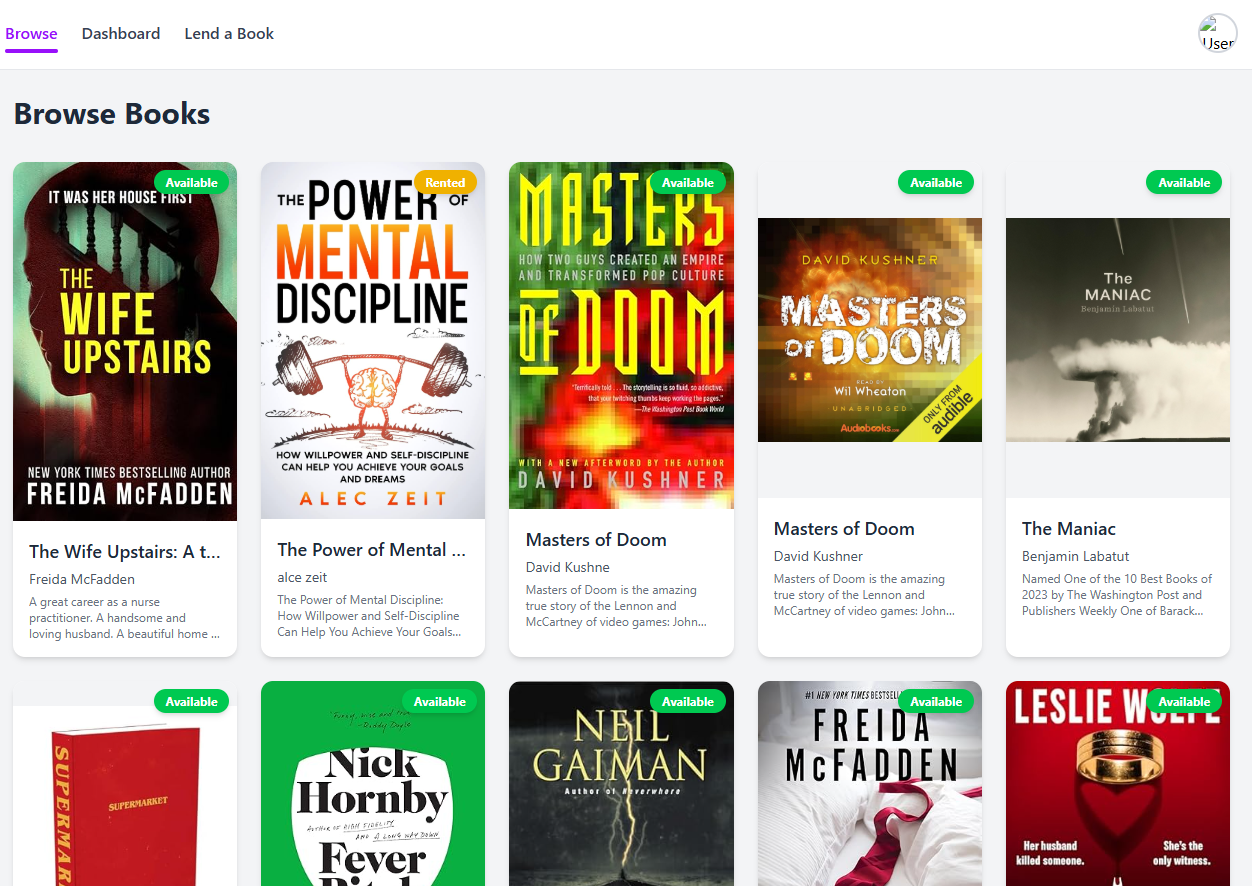 Browse
Dashboard
Lend a Book
User
Browse Books
Available
IT WAS HER HOUSE FIRST
THE
WIFE
UPSTAIRS
NEW YORK TIMES BESTSELLING AUTHOR
FREIDA McFADDEN
The Wife Upstairs: A t...
Freida McFadden
A great career as a nurse
practitioner. A handsome and
loving husband. A beautiful home ...
Rented
THE POWER OF
MENTAL
DISCIPLINE
HOW WILLPOWER AND SELF-DISCIPLINE
CAN HELP YOU ACHIEVE YOUR GOALS
AND DREAMS
ALEC ZEIT
The Power of Mental ...
alce zeit
The Power of Mental Discipline:
How Willpower and Self-Discipline
Can Help You Achieve Your Goals...
Available
MASTERS
HOW TWO GUYS CREATED AN EMPIRE
AND TRANSFORMED POP CULTURE
OF DOOM
"Terrifically told . . . The storytelling is so fluid, so addictive,
that your twitching thumbs keep working the pages."
—The Washington Post Book World
WITH A NEW AFTERWORD BY THE AUTHOR
DAVID KUSHNER
Masters of Doom
David Kushne
Masters of Doom is the amazing
true story of the Lennon and
McCartney of video games: John...
Available
DAVID KUSHNER
MASTERS
OF DOOM
READ BY
Wil Wheaton
UNABRIDGED
Audiobooks.com
ONLY FROM
audible
Masters of Doom
David Kushner
Masters of Doom is the amazing
true story of the Lennon and
McCartney of video games: John...
Available
The
MANIAC
Benjamin Labatut
The Maniac
Benjamin Labatut
Named One of the 10 Best Books of
2023 by The Washington Post and
Publishers Weekly One of Barack...
Available
SUPERMARKET
SUPERMAR
Available
Funny, wise and true
Roddy Doyle
Nick
Hornby
AUTHOR OF HIGH FIDELITY
AND A LONG WAY DOWN
Fever
Pitch
Available
NEIL
GAIMAN
Author of Neverwhere
Available
#1 NEW YORK TIMES BESTSELL
FREIDA
McFADDEN
Available
LESLIE WOLFE
Her husband
killed someone.
She's the
only witness.